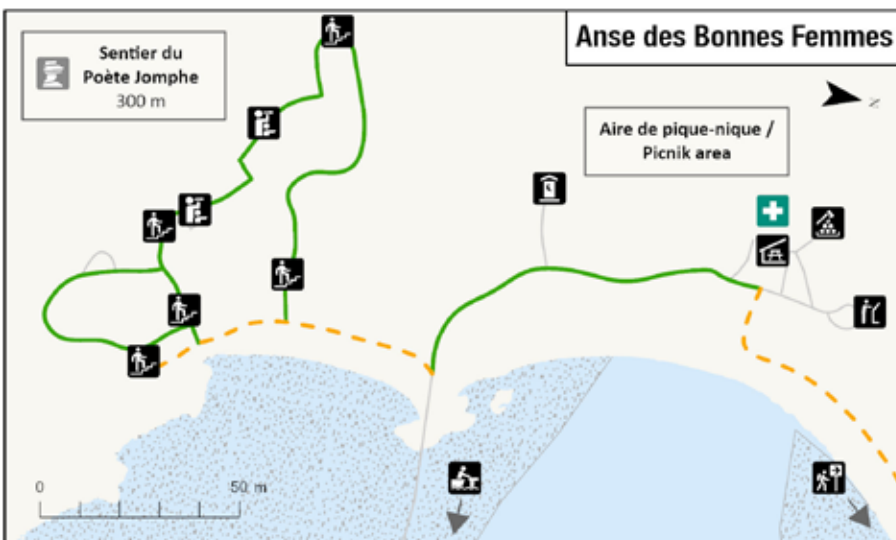 Anse des Bonnes Femmes
Sentier du
Poète Jomphe
300 m
N
Aire de pique-nique /
Picnik area
0 50 m